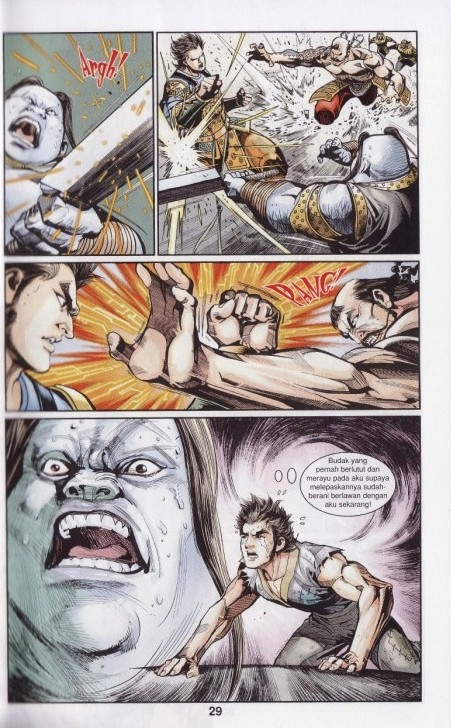 Argh!
PANG!
Budak yang
pernah berlutut dan
merayu pada aku supaya
melepaskannya sudah-
berani berlawan dengan
aku sekarang!
29